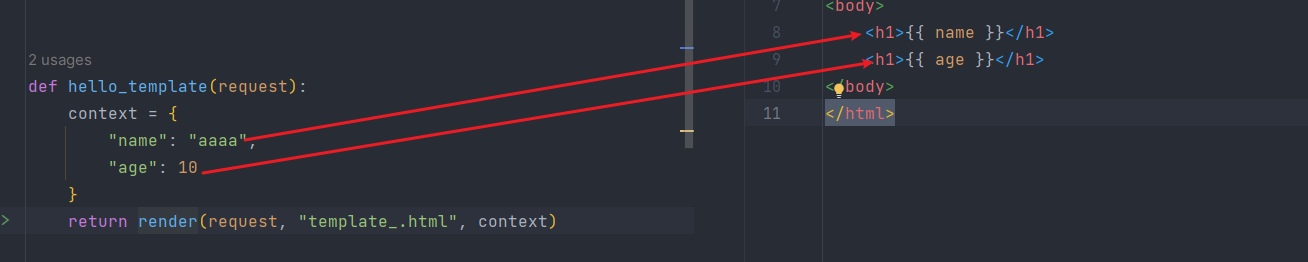 2 usages
def hello_template(request):
context = {
"name": "aaaa",
"age": 10
}
return render(request, "template_.html", context)
7 <body>
8 <h1>{{ name }}</h1>
9 <h1>{{ age }}</h1>
10 </body>
11 </html>